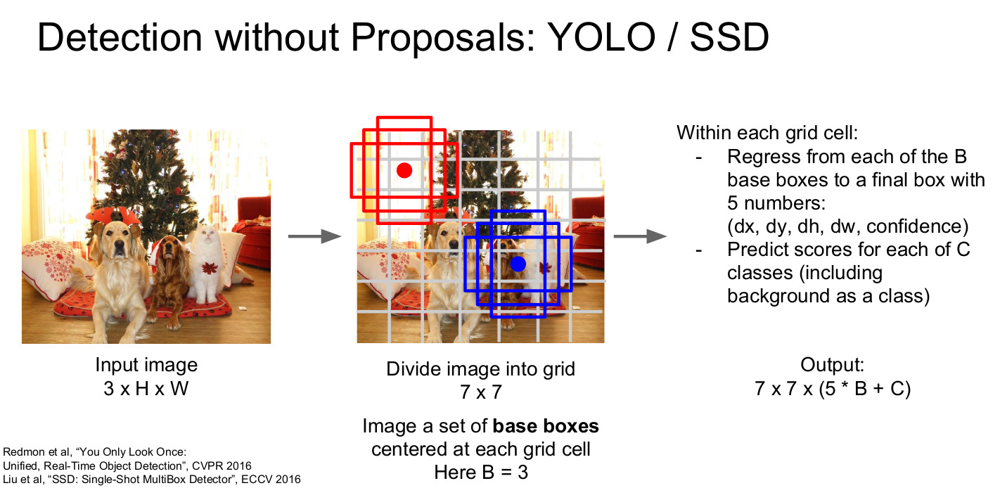 Detection without Proposals: YOLO / SSD
Input image
3 x H x W
Divide image into grid
7 x 7
Image a set of base boxes
centered at each grid cell
Here B = 3
Within each grid cell:
- Regress from each of the B
base boxes to a final box with
5 numbers:
(dx, dy, dh, dw, confidence)
- Predict scores for each of C
classes (including
background as a class)
Output:
7 x 7 x (5 * B + C)
Redmon et al, “You Only Look Once:
Unified, Real-Time Object Detection”, CVPR 2016
Liu et al, “SSD: Single-Shot MultiBox Detector”, ECCV 2016